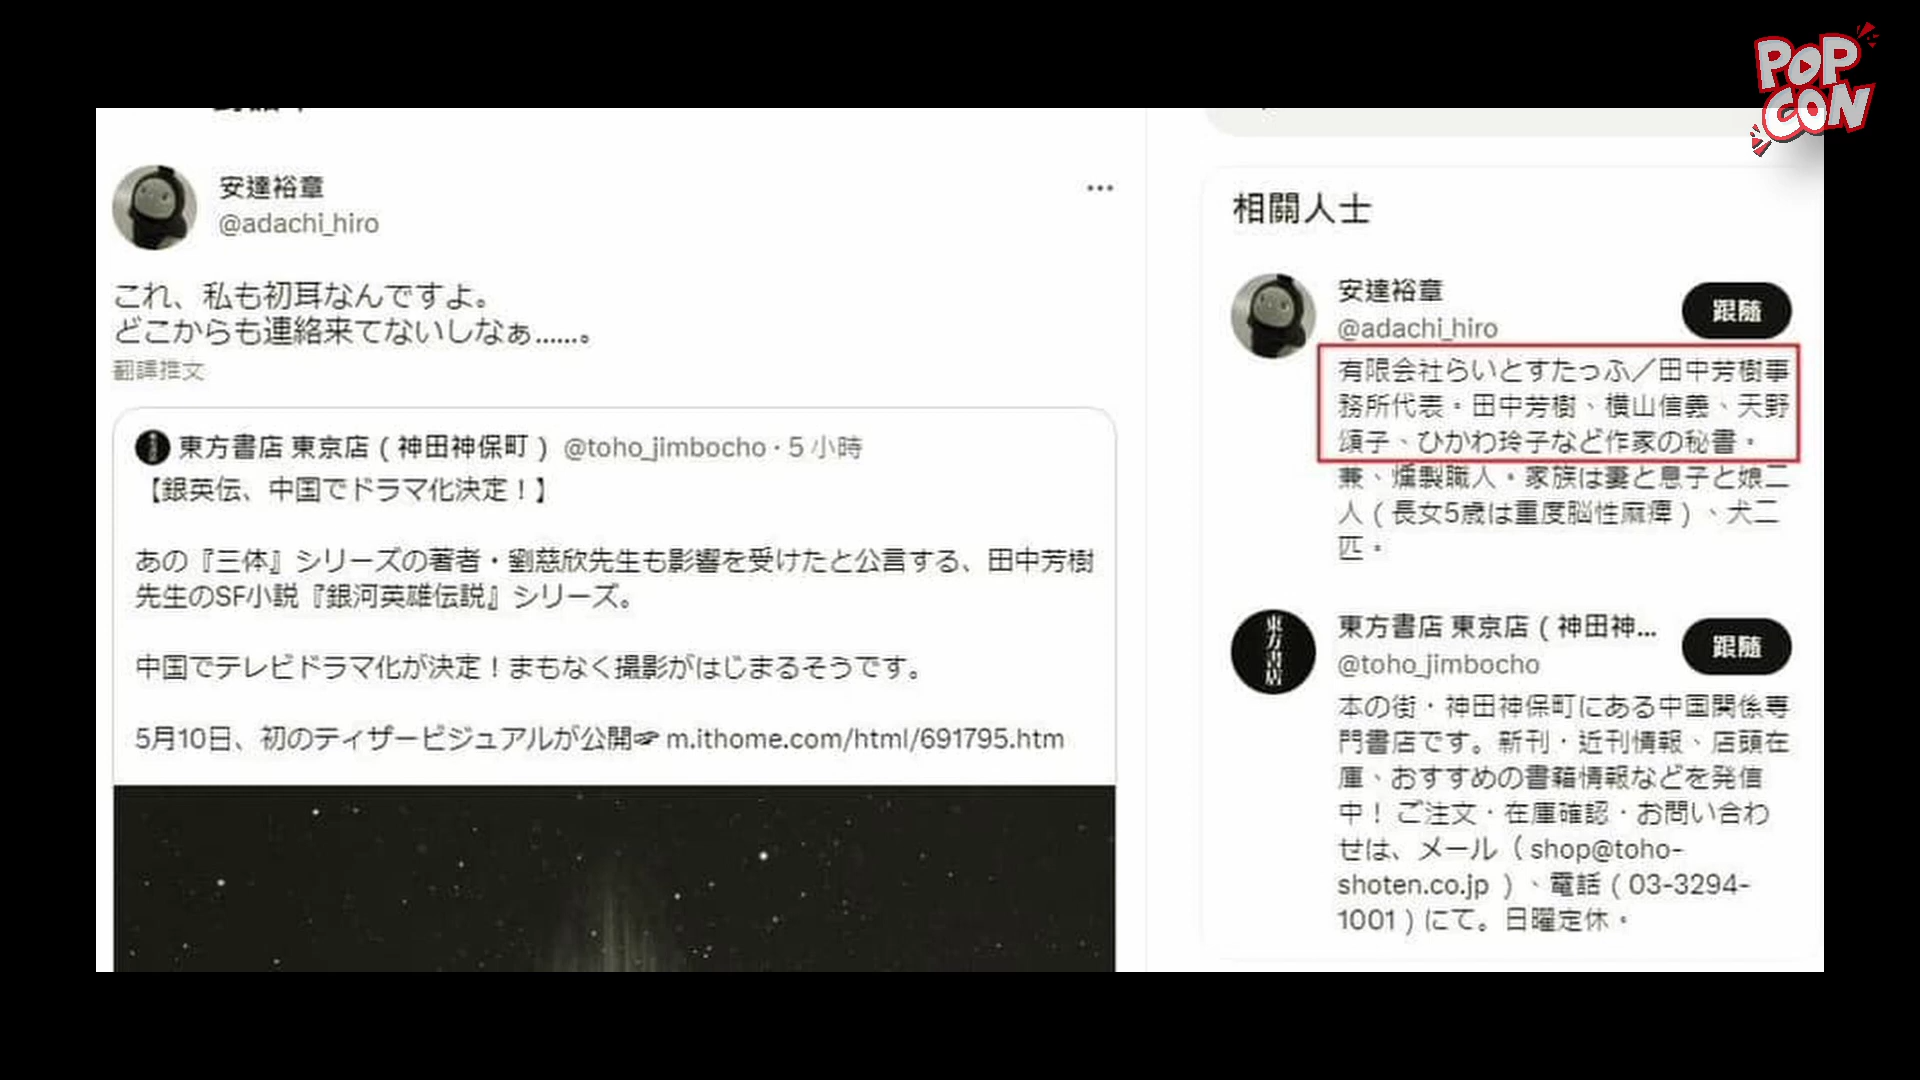 POP
CON
安達裕章
@adachi_hiro
これ、私も初耳なんですよ。
どこからも連絡来てないしなぁ......。
翻譯推文
東方書店 東京店 ( 神田神保町 ) @toho_jimbocho · 5 小時
【銀英伝、中国でドラマ化決定！】
あの『三体』シリーズの著者・劉慈欣先生も影響を受けたと公言する、田中芳樹
先生のSF小説『銀河英雄伝説』シリーズ。
中国でテレビドラマ化が決定！まもなく撮影がはじまるそうです。
5月10日、初のティザービジュアルが公開☞ m.ithome.com/html/691795.htm
相關人士
安達裕章
跟隨
@adachi_hiro
有限会社らいとすたっふ／田中芳樹事
務所代表。田中芳樹、横山信義、天野
頌子、ひかわ玲子など作家の秘書。
兼、燻製職人。家族は妻と息子と娘二
人 ( 長女5歳は重度脳性麻痺 ) 、犬二
匹。
東方書店 東京店 ( 神田神...
跟隨
@toho_jimbocho
東方書店
本の街・神田神保町にある中国関係専
門書店です。新刊・近刊情報、店頭在
庫、おすすめの書籍情報などを発信
中！ご注文・在庫確認・お問い合わ
せは、メール ( shop@toho-
shoten.co.jp ) 、電話 ( 03-3294-
1001 ) にて。日曜定休。